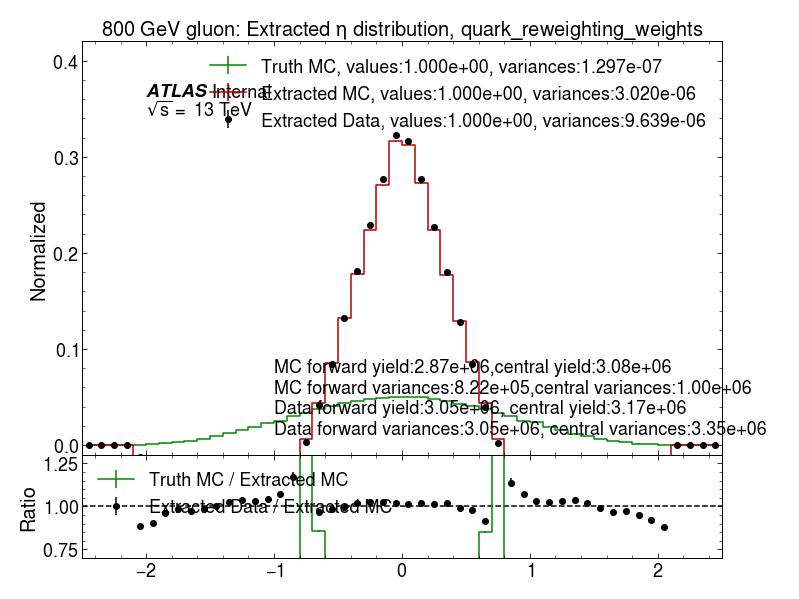 800 GeV gluon: Extracted η distribution, quark_reweighting_weights
0.4
0.3
0.2
0.1
0.0
Normalized
Truth MC, values:1.000e+00, variances:1.297e-07
ATLAS Internal
Extracted MC, values:1.000e+00, variances:3.020e-06
√s = 13 TeV
Extracted Data, values:1.000e+00, variances:9.639e-06
MC forward yield:2.87e+06,central yield:3.08e+06
MC forward variances:8.22e+05,central variances:1.00e+06
Data forward yield:3.05e+06, central yield:3.17e+06
Data forward variances:3.05e+06, central variances:3.35e+06
1.25
1.00
0.75
Ratio
Truth MC / Extracted MC
Extracted Data / Extracted MC
−2 −1 0 1 2